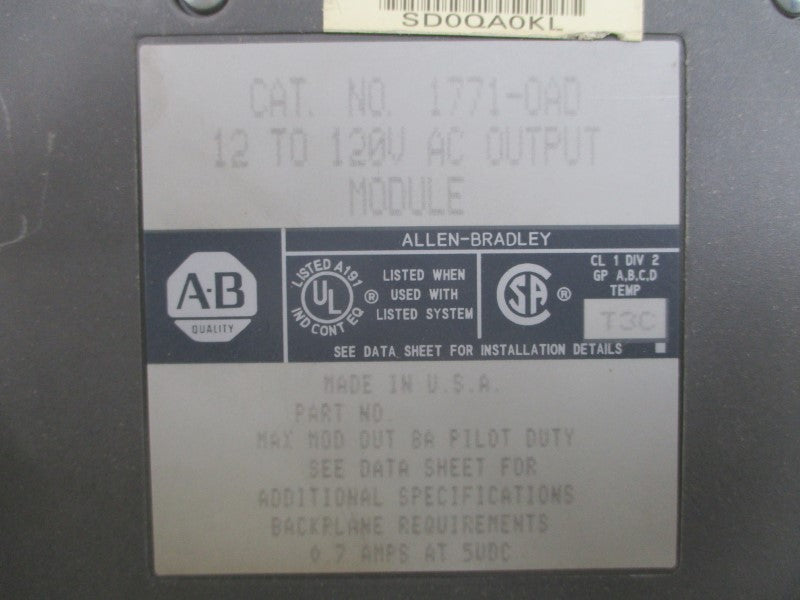 SD0QA0KL
CAT. NO. 1771-OAD
12 TO 120V AC OUTPUT
MODULE
ALLEN-BRADLEY
A·B
QUALITY
LISTED A191
UL
IND CONT EQ
®
LISTED WHEN
USED WITH
LISTED SYSTEM
SA
®
CL 1 DIV 2
GP A,B,C,D
TEMP
T3C
SEE DATA SHEET FOR INSTALLATION DETAILS
MADE IN U.S.A.
PART NO.
MAX MOD OUT 8A PILOT DUTY
SEE DATA SHEET FOR
ADDITIONAL SPECIFICATIONS
BACKPLANE REQUIREMENTS
0.7 AMPS AT 5VDC